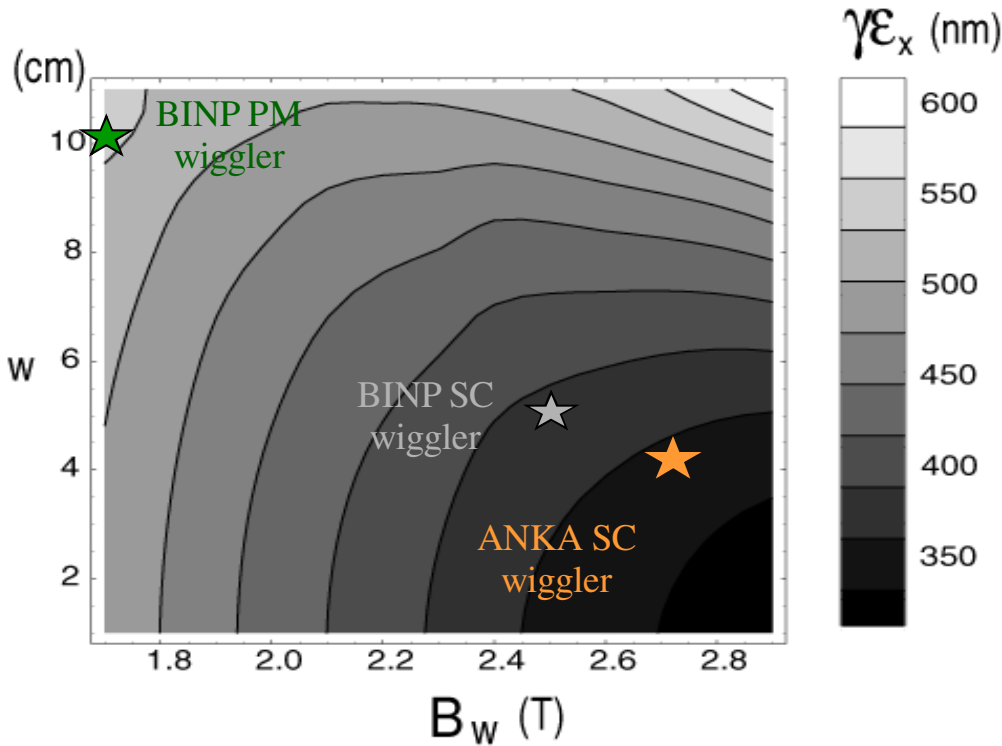 γεx (nm)
(cm)
BINP PM
wiggler
10
8
6
4
2
w
BINP SC
wiggler
ANKA SC
wiggler
1.8 2.0 2.2 2.4 2.6 2.8
Bw (T)
600
550
500
450
400
350